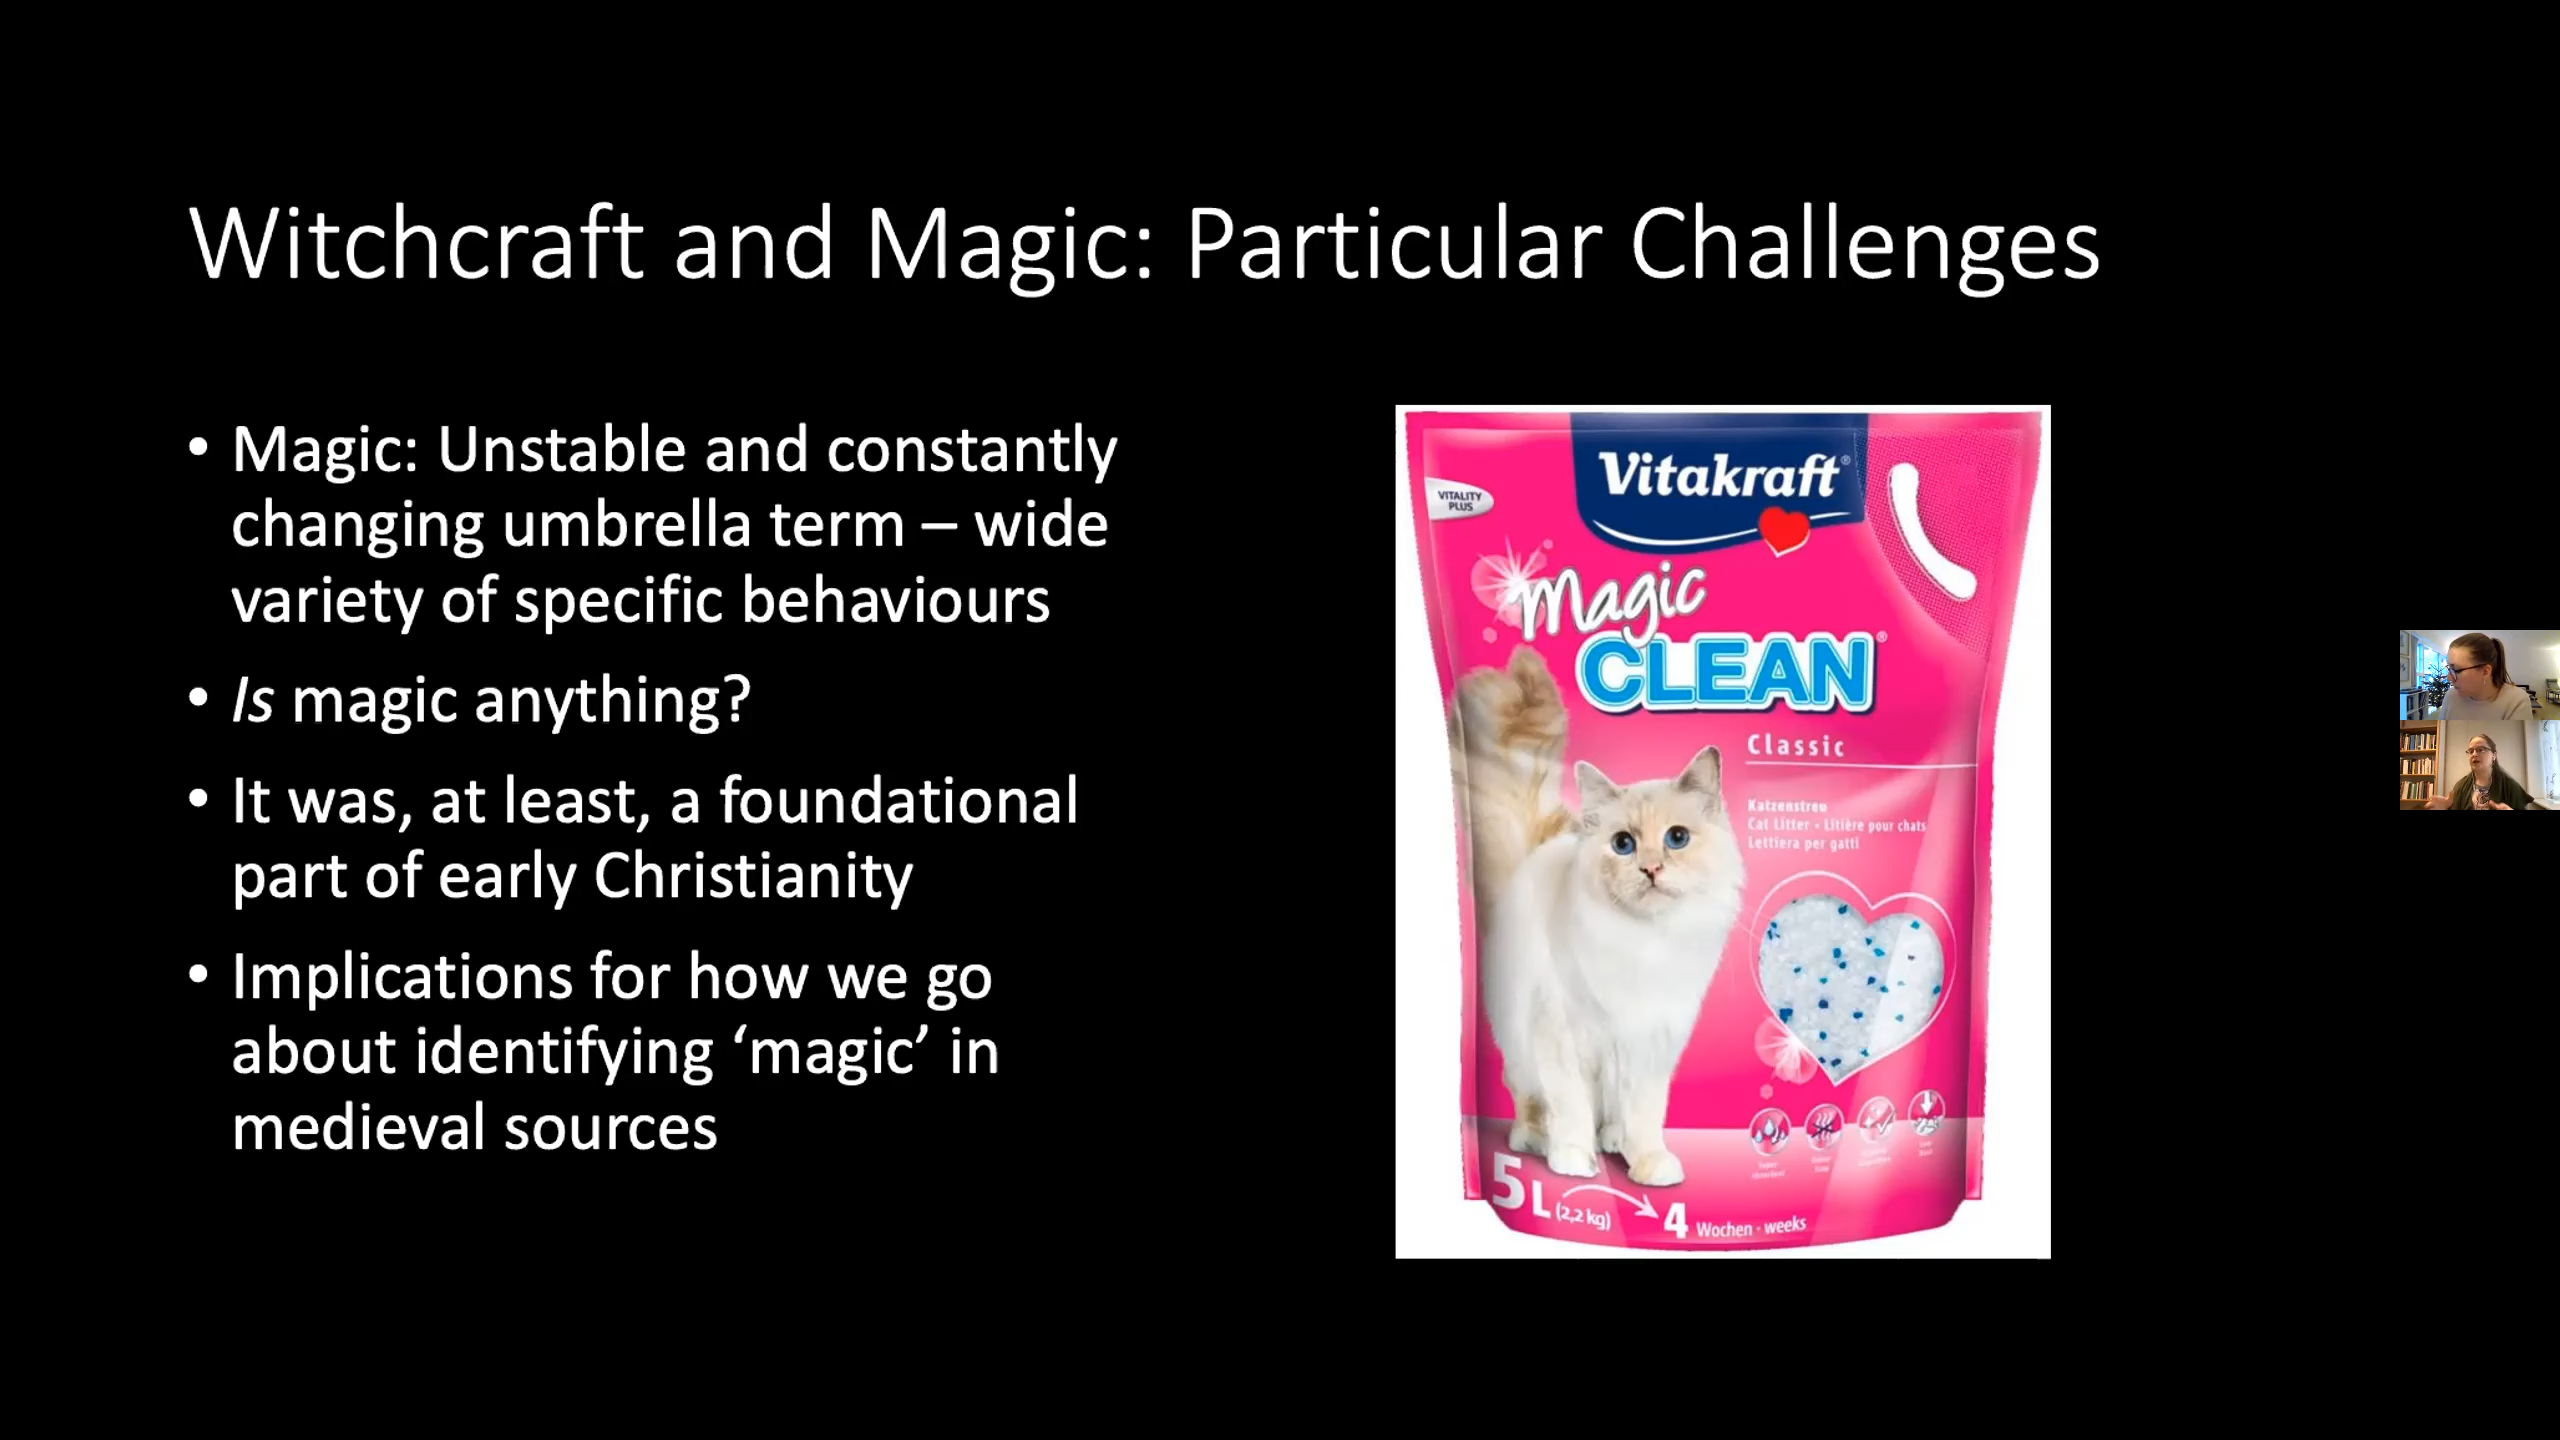 Witchcraft and Magic: Particular Challenges
• Magic: Unstable and constantly
changing umbrella term – wide
variety of specific behaviours
• Is magic anything?
• It was, at least, a foundational
part of early Christianity
• Implications for how we go
about identifying ‘magic’ in
medieval sources
Vitakraft®
VITALITY
PLUS
Magic
CLEAN®
Classic
Katzenstreu
Cat Litter • Litière pour chats
Lettiera per gatti
5L (2,2 kg) 4 Wochen • weeks